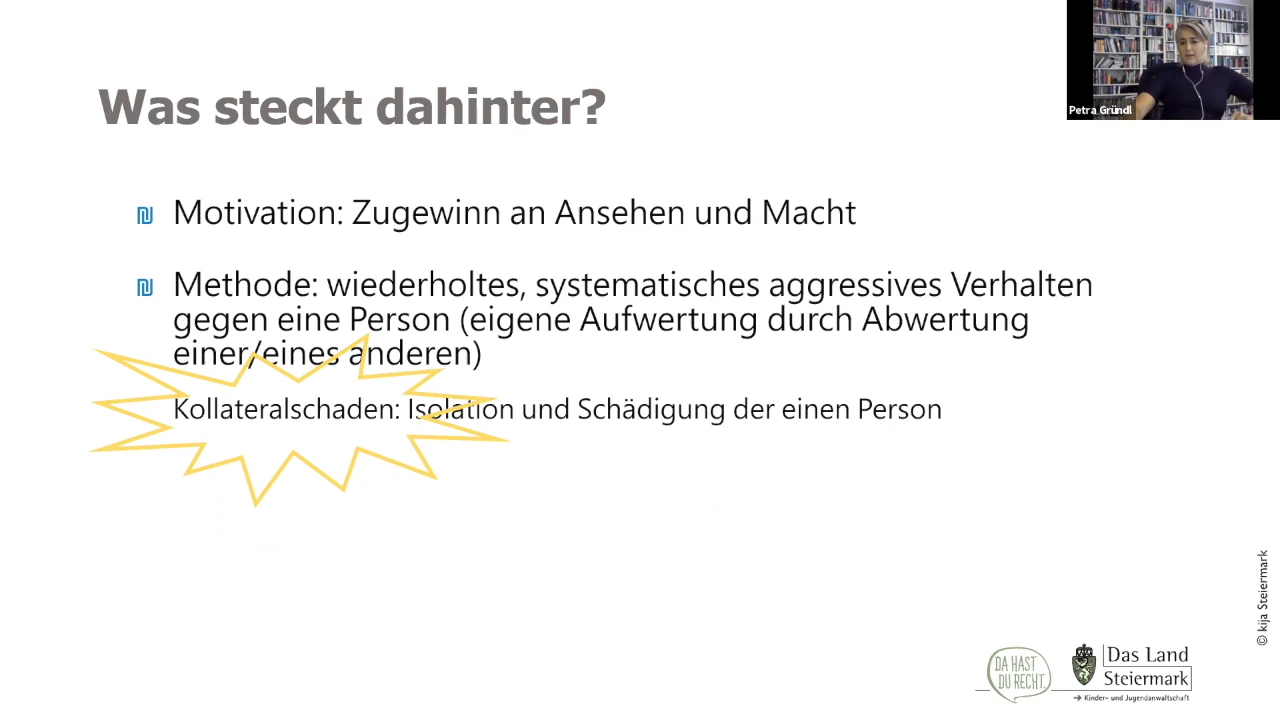 Was steckt dahinter?
Petra Gründl
Motivation: Zugewinn an Ansehen und Macht
Methode: wiederholtes, systematisches aggressives Verhalten
gegen eine Person (eigene Aufwertung durch Abwertung
einer/eines anderen)
Kollateralschaden: Isolation und Schädigung der einen Person
© kija Steiermark
DA HAST
DU RECHT.
Das Land
Steiermark
→ Kinder- und Jugendanwaltschaft